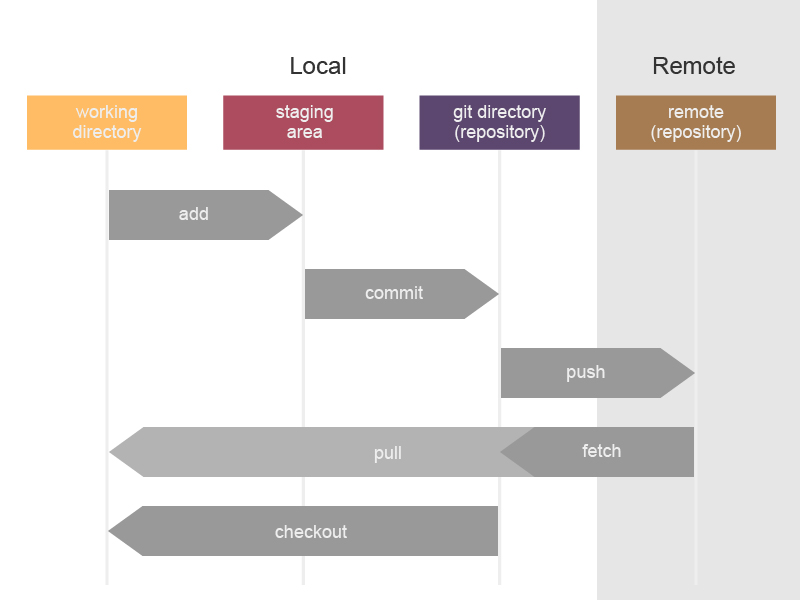 Local
Remote
working
directory
staging
area
git directory
(repository)
remote
(repository)
add
commit
push
pull
fetch
checkout